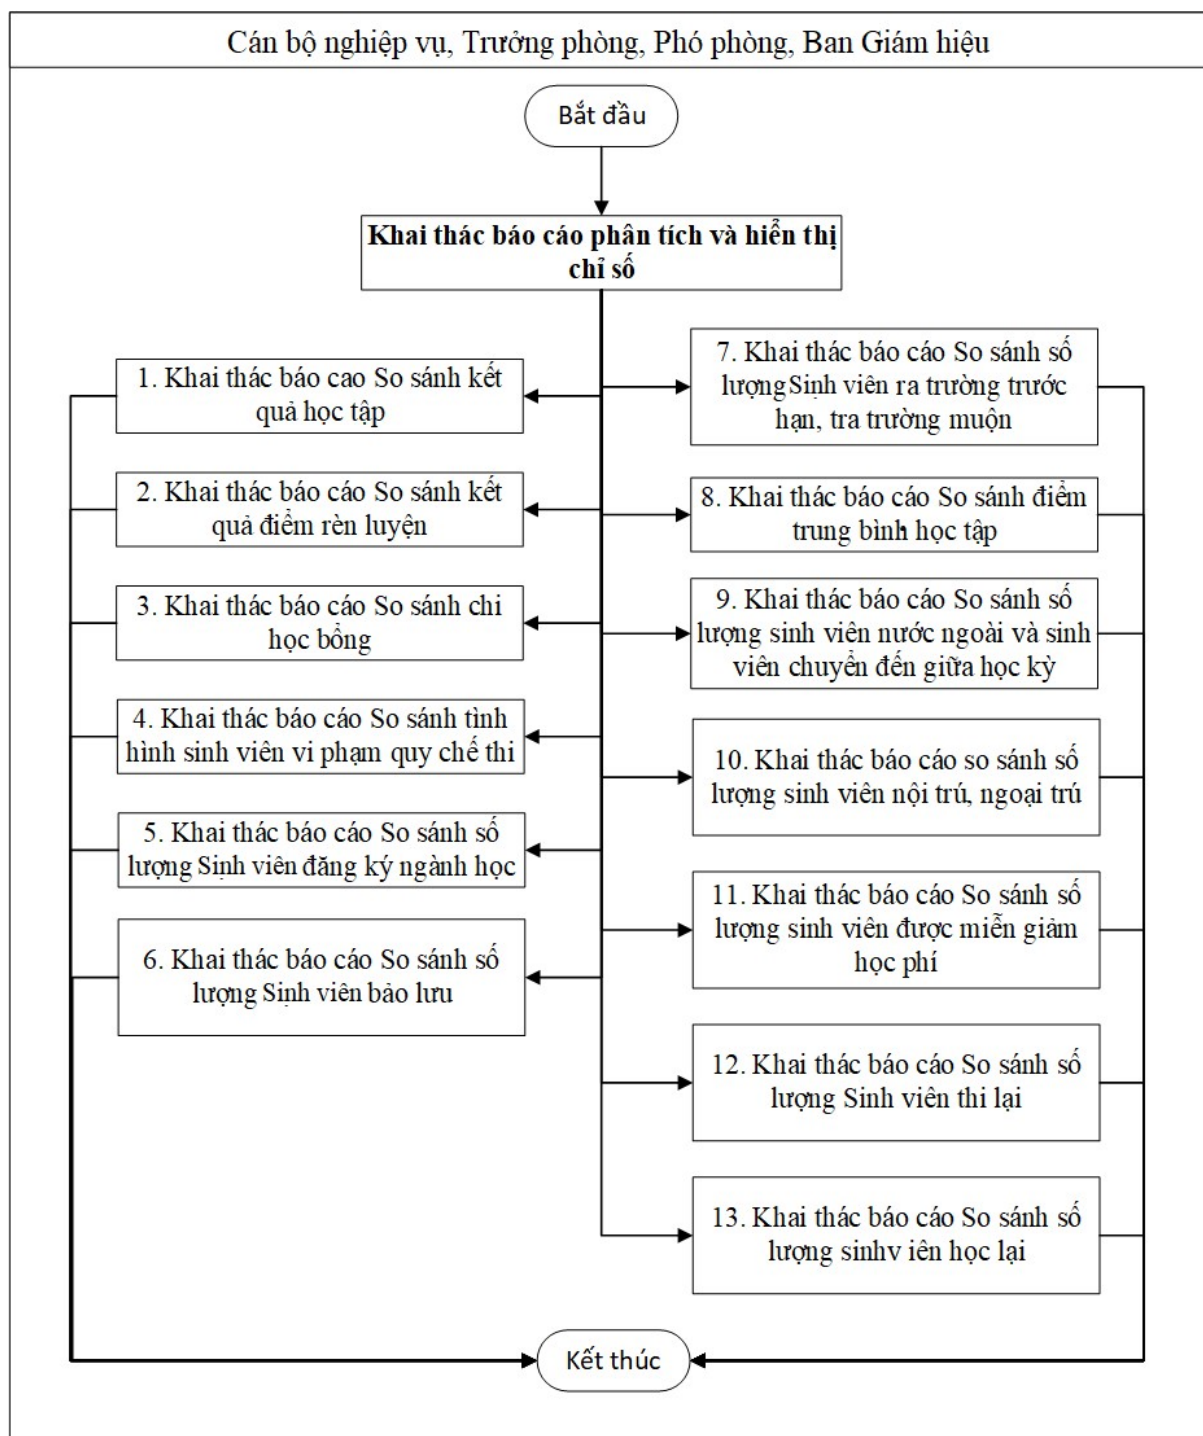 Cán bộ nghiệp vụ, Trưởng phòng, Phó phòng, Ban Giám hiệu
Bắt đầu
Khai thác báo cáo phân tích và hiển thị
chỉ số
1. Khai thác báo cao So sánh kết
quả học tập
2. Khai thác báo cáo So sánh kết
quả điểm rèn luyện
3. Khai thác báo cáo So sánh chi
học bổng
4. Khai thác báo cáo So sánh tình
hình sinh viên vi phạm quy chế thi
5. Khai thác báo cáo So sánh số
lượng Sinh viên đăng ký ngành học
6. Khai thác báo cáo So sánh số
lượng Sinh viên bảo lưu
7. Khai thác báo cáo So sánh số
lượng Sinh viên ra trường trước
hạn, tra trường muộn
8. Khai thác báo cáo So sánh điểm
trung bình học tập
9. Khai thác báo cáo So sánh số
lượng sinh viên nước ngoài và sinh
viên chuyển đến giữa học kỳ
10. Khai thác báo cáo so sánh số
lượng sinh viên nội trú, ngoại trú
11. Khai thác báo cáo So sánh số
lượng sinh viên được miễn giảm
học phí
12. Khai thác báo cáo So sánh số
lượng Sinh viên thi lại
13. Khai thác báo cáo So sánh số
lượng sinhv iên học lại
Kết thúc